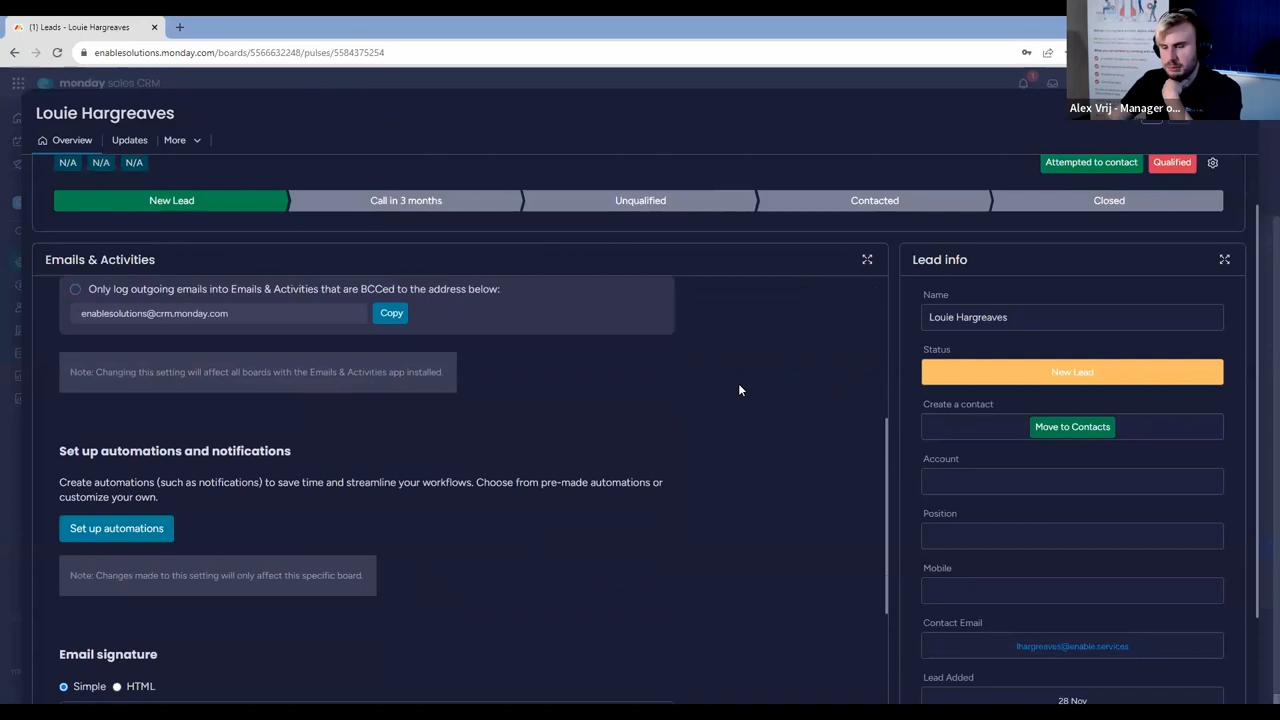 (1) Leads - Louie Hargreaves
enablesolutions.monday.com/boards/5566632248/pulses/5584375254
monday sales CRM
1
Louie Hargreaves
Alex Vrij - Manager o...
Overview
Updates
More
N/A
N/A
N/A
Attempted to contact
Qualified
New Lead
Call in 3 months
Unqualified
Contacted
Closed
Emails & Activities
Only log outgoing emails into Emails & Activities that are BCCed to the address below:
enablesolutions@crm.monday.com
Copy
Note: Changing this setting will affect all boards with the Emails & Activities app installed.
Set up automations and notifications
Create automations (such as notifications) to save time and streamline your workflows. Choose from pre-made automations or
customize your own.
Set up automations
Note: Changes made to this setting will only affect this specific board.
Email signature
Simple
HTML
Lead info
Name
Louie Hargreaves
Status
New Lead
Create a contact
Move to Contacts
Account
Position
Mobile
Contact Email
lhargreaves@enable.services
Lead Added
28 Nov